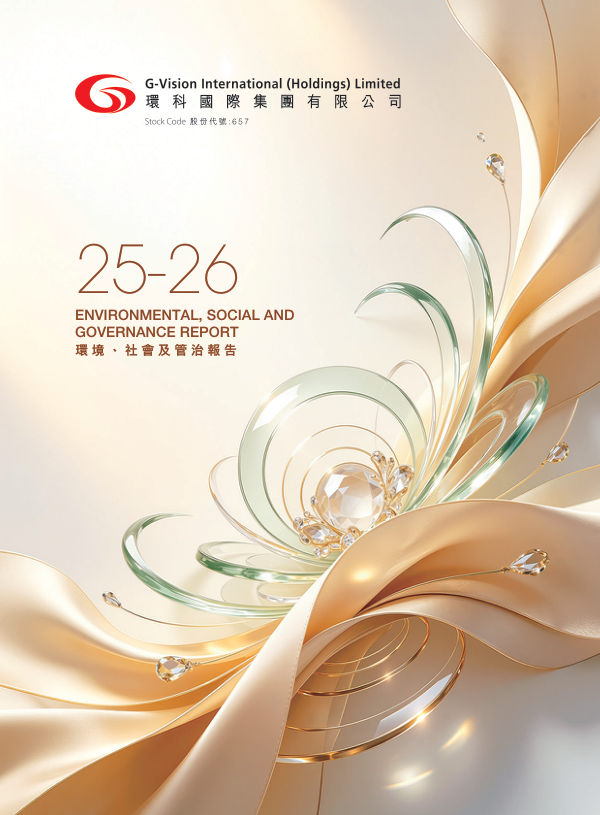 G-Vision International (Holdings) Limited
環科國際集團有限公司
Stock Code 股份代號:657
25-26
ENVIRONMENTAL, SOCIAL AND
GOVERNANCE REPORT
環境、社會及管治報告